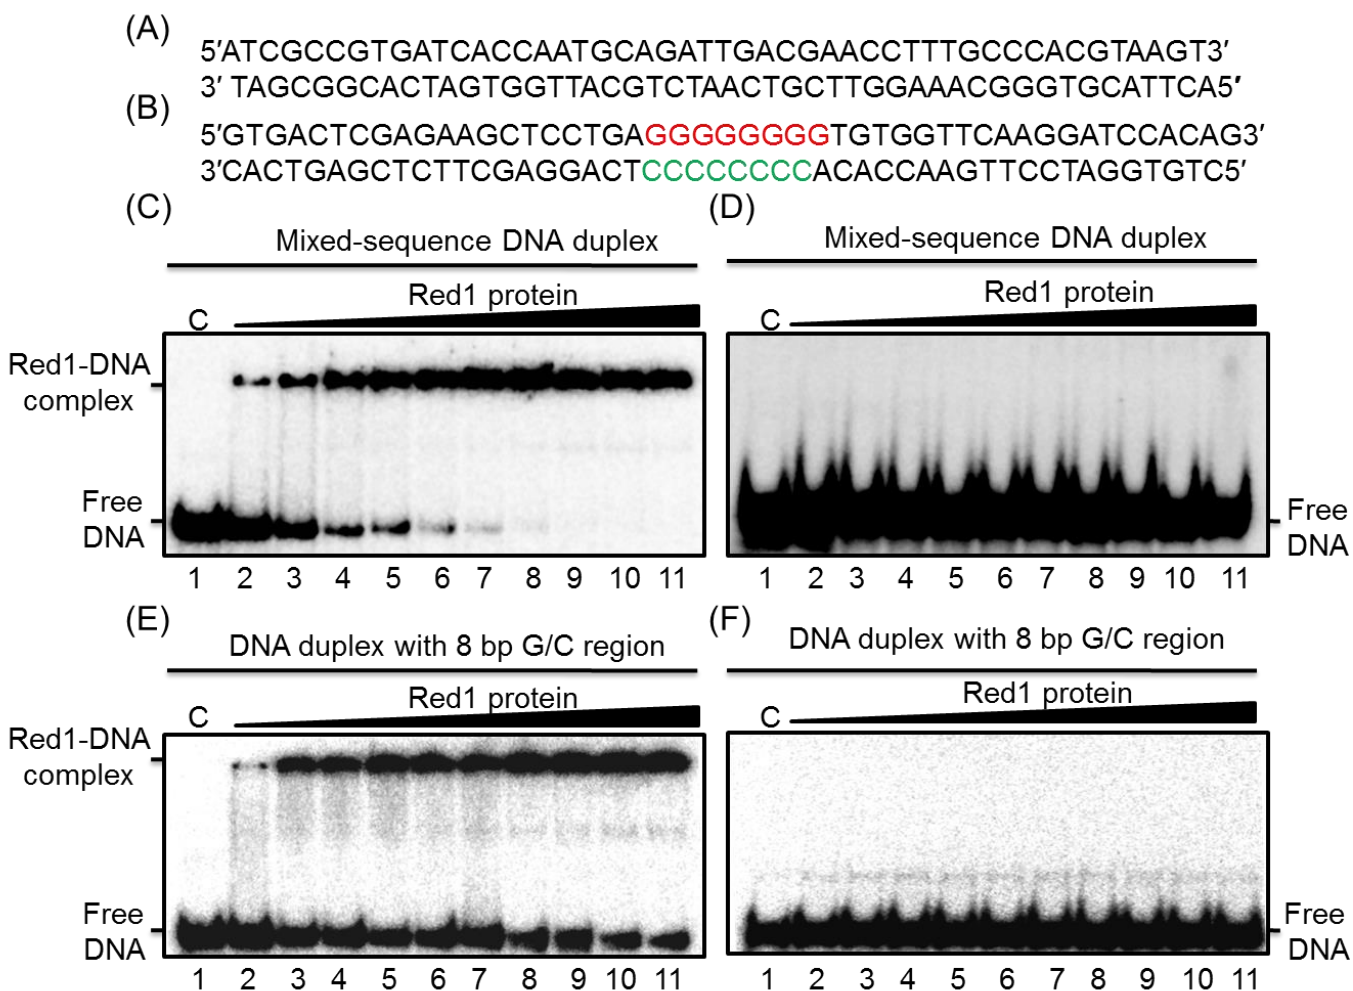 (A)
5′ATCGCCGTGATCACCAATGCAGATTGACGAACCTTTGCCCACGTAAGT3′
3′ TAGCGGCACTAGTGGTTACGTCTAACTGCTTGGAAACGGGTGCATTCA5′
(B)
5′GTGACTCGAGAAGCTCCTGAGGGGGGGGTGTGGTTCAAGGATCCACAG3′
3′CACTGAGCTCTTCGAGGACTCCCCCCCCACACCAAGTTCCTAGGTGTC5′
(C)
Mixed-sequence DNA duplex
Red1 protein
C
Red1-DNA
complex
Free
DNA
1 2 3 4 5 6 7 8 9 10 11
(D)
Mixed-sequence DNA duplex
Red1 protein
C
Free
DNA
1 2 3 4 5 6 7 8 9 10 11
(E)
DNA duplex with 8 bp G/C region
Red1 protein
C
Red1-DNA
complex
Free
DNA
1 2 3 4 5 6 7 8 9 10 11
(F)
DNA duplex with 8 bp G/C region
Red1 protein
C
Free
DNA
1 2 3 4 5 6 7 8 9 10 11